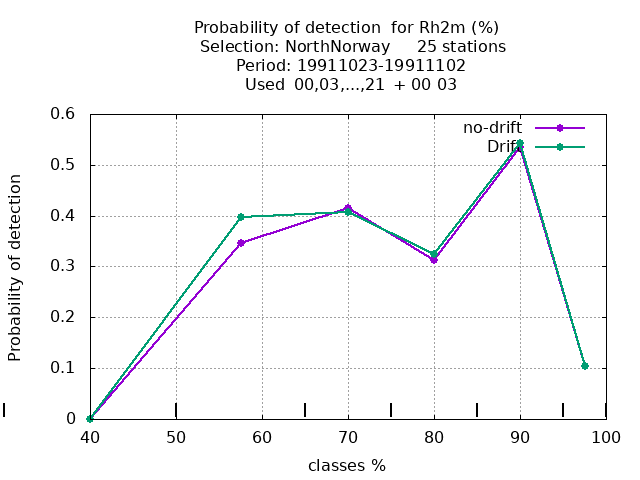 Probability of detection for Rh2m (%)
Selection: NorthNorway 25 stations
Period: 19911023-19911102
Used 00,03,...,21 + 00 03
no-drift
Drift
Probability of detection
0.6
0.5
0.4
0.3
0.2
0.1
0
40 50 60 70 80 90 100
classes %